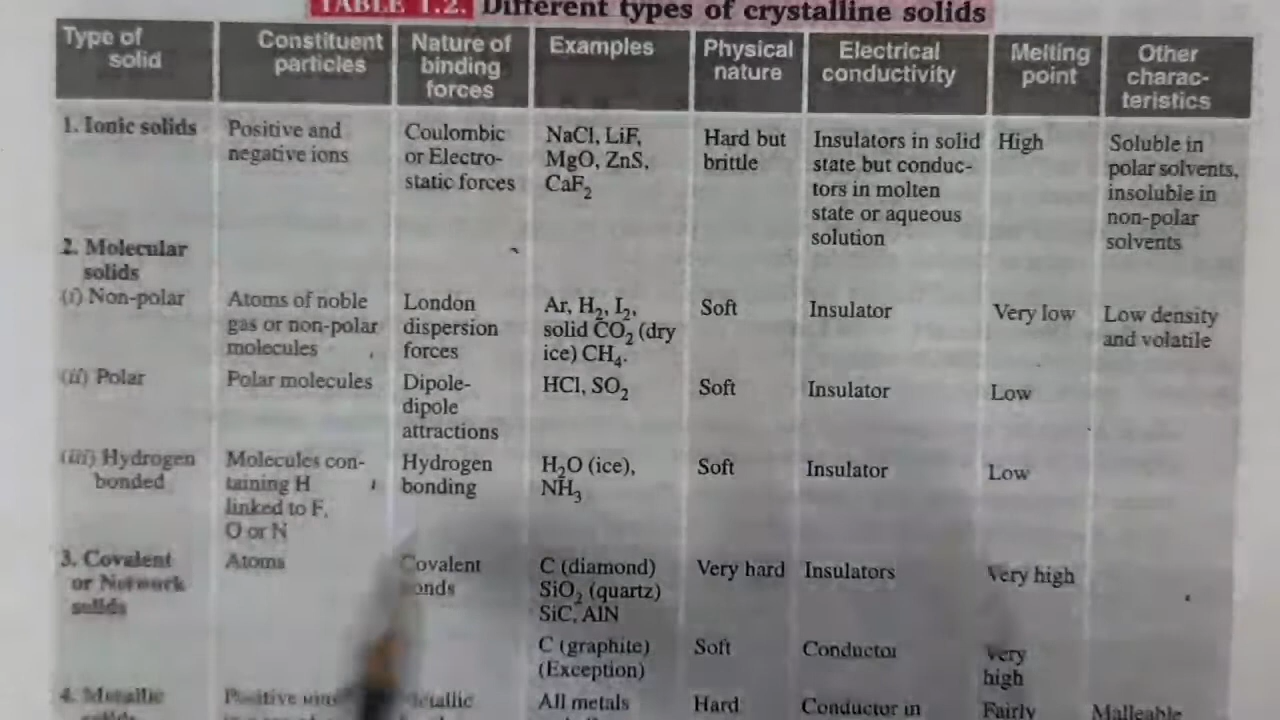 TABLE 1.2. Different types of crystalline solids
Type of solid | Constituent particles | Nature of binding forces | Examples | Physical nature | Electrical conductivity | Melting point | Other charac-teristics
1. Ionic solids | Positive and negative ions | Coulombic or Electro-static forces | NaCl, LiF, MgO, ZnS, CaF₂ | Hard but brittle | Insulators in solid state but conduc-tors in molten state or aqueous solution | High | Soluble in polar solvents, insoluble in non-polar solvents
2. Molecular solids
(i) Non-polar | Atoms of noble gas or non-polar molecules | London dispersion forces | Ar, H₂, I₂, solid CO₂ (dry ice) CH₄. | Soft | Insulator | Very low | Low density and volatile
(ii) Polar | Polar molecules | Dipole-dipole attractions | HCl, SO₂ | Soft | Insulator | Low
(iii) Hydrogen bonded | Molecules con-taining H linked to F, O or N | Hydrogen bonding | H₂O (ice), NH₃ | Soft | Insulator | Low
3. Covalent or Network solids | Atoms | Covalent | C (diamond) SiO₂ (quartz) SiC, AlN | Very hard | Insulators | Very high
C (graphite) (Exception) | Soft | Conductor | very high
4. Metallic | Positive ions | All metals | Hard | Conductor in | Fairly | Malleable